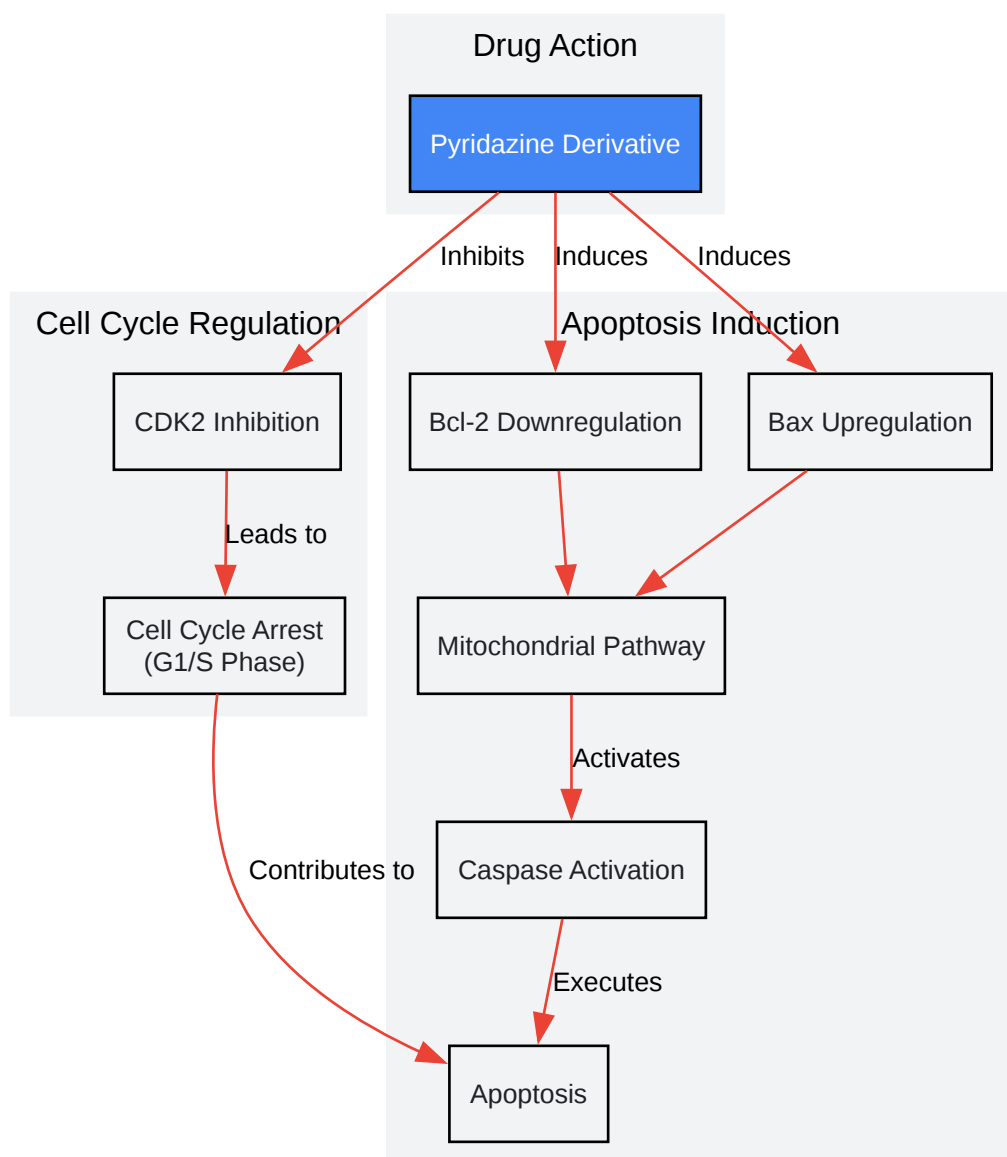 Drug Action
Pyridazine Derivative
Inhibits
Induces
Induces
Cell Cycle Regulation
Apoptosis Induction
CDK2 Inhibition
Bcl-2 Downregulation
Bax Upregulation
Leads to
Cell Cycle Arrest
(G1/S Phase)
Mitochondrial Pathway
Activates
Contributes to
Caspase Activation
Executes
Apoptosis